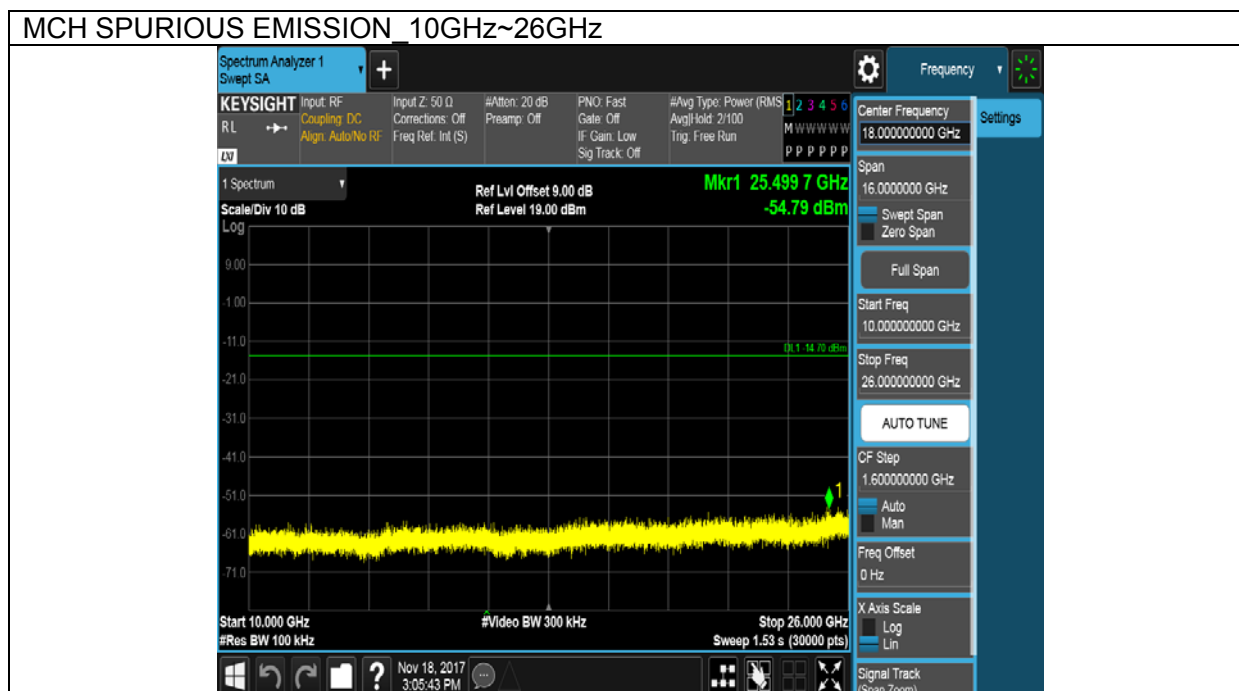 MCH SPURIOUS EMISSION_10GHz~26GHz
Spectrum Analyzer 1
Swept SA
+
Frequency
KEYSIGHT
RL
LXI
Input: RF
Coupling: DC
Align: Auto/No RF
Input Z: 50 Ω
Corrections: Off
Freq Ref: Int (S)
#Atten: 20 dB
Preamp: Off
PNO: Fast
Gate: Off
IF Gain: Low
Sig Track: Off
#Avg Type: Power (RMS
Avg|Hold: 2/100
Trig: Free Run
1 2 3 4 5 6
M W W W W W
P P P P P P
1 Spectrum
Scale/Div 10 dB
Ref Lvl Offset 9.00 dB
Ref Level 19.00 dBm
Mkr1 25.499 7 GHz
-54.79 dBm
Log
9.00
-1.00
-11.0
DL1 -14.70 dBm
-21.0
-31.0
-41.0
-51.0
1
-61.0
-71.0
Start 10.000 GHz
#Video BW 300 kHz
Stop 26.000 GHz
#Res BW 100 kHz
Sweep 1.53 s (30000 pts)
?
Nov 18, 2017
3:05:43 PM
Settings
Center Frequency
18.000000000 GHz
Span
16.0000000 GHz
Swept Span
Zero Span
Full Span
Start Freq
10.000000000 GHz
Stop Freq
26.000000000 GHz
AUTO TUNE
CF Step
1.600000000 GHz
Auto
Man
Freq Offset
0 Hz
X Axis Scale
Log
Lin
Signal Track
(Span Zoom)